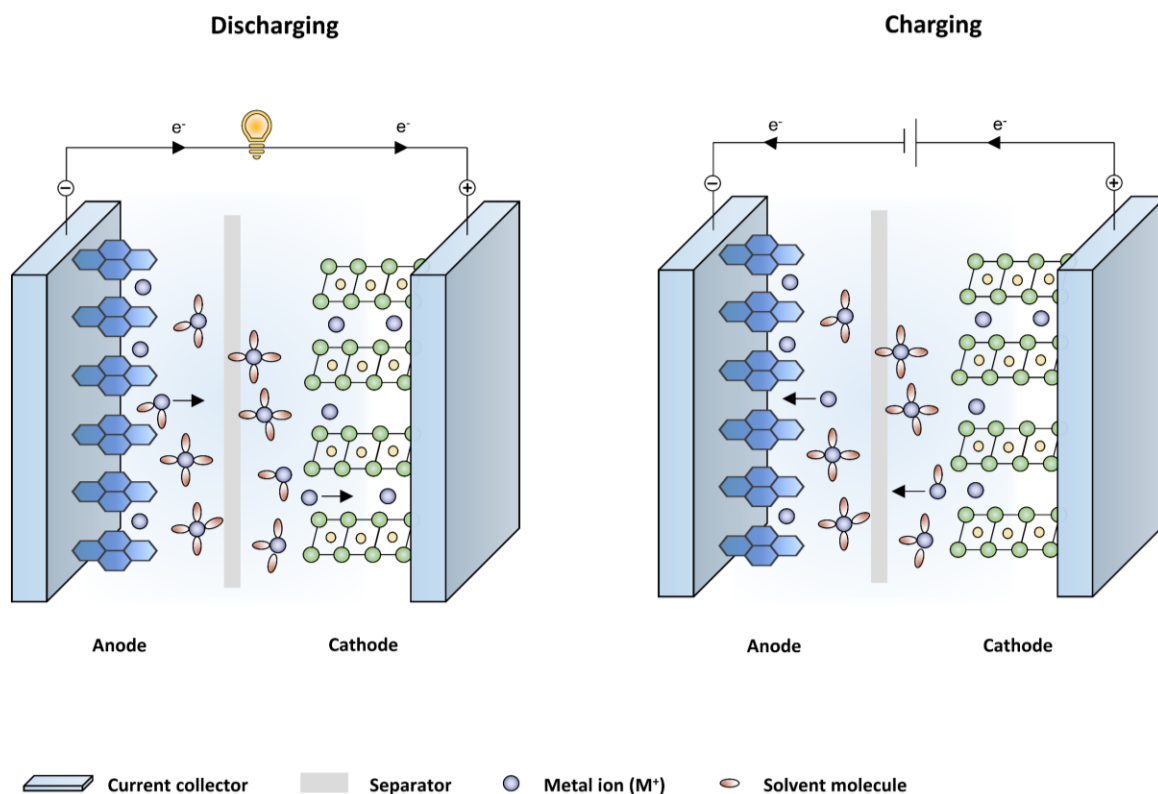 Discharging
Charging
e-
e-
e-
e-
−
+
−
+
Anode
Cathode
Anode
Cathode
Current collector
Separator
Metal ion (M⁺)
Solvent molecule